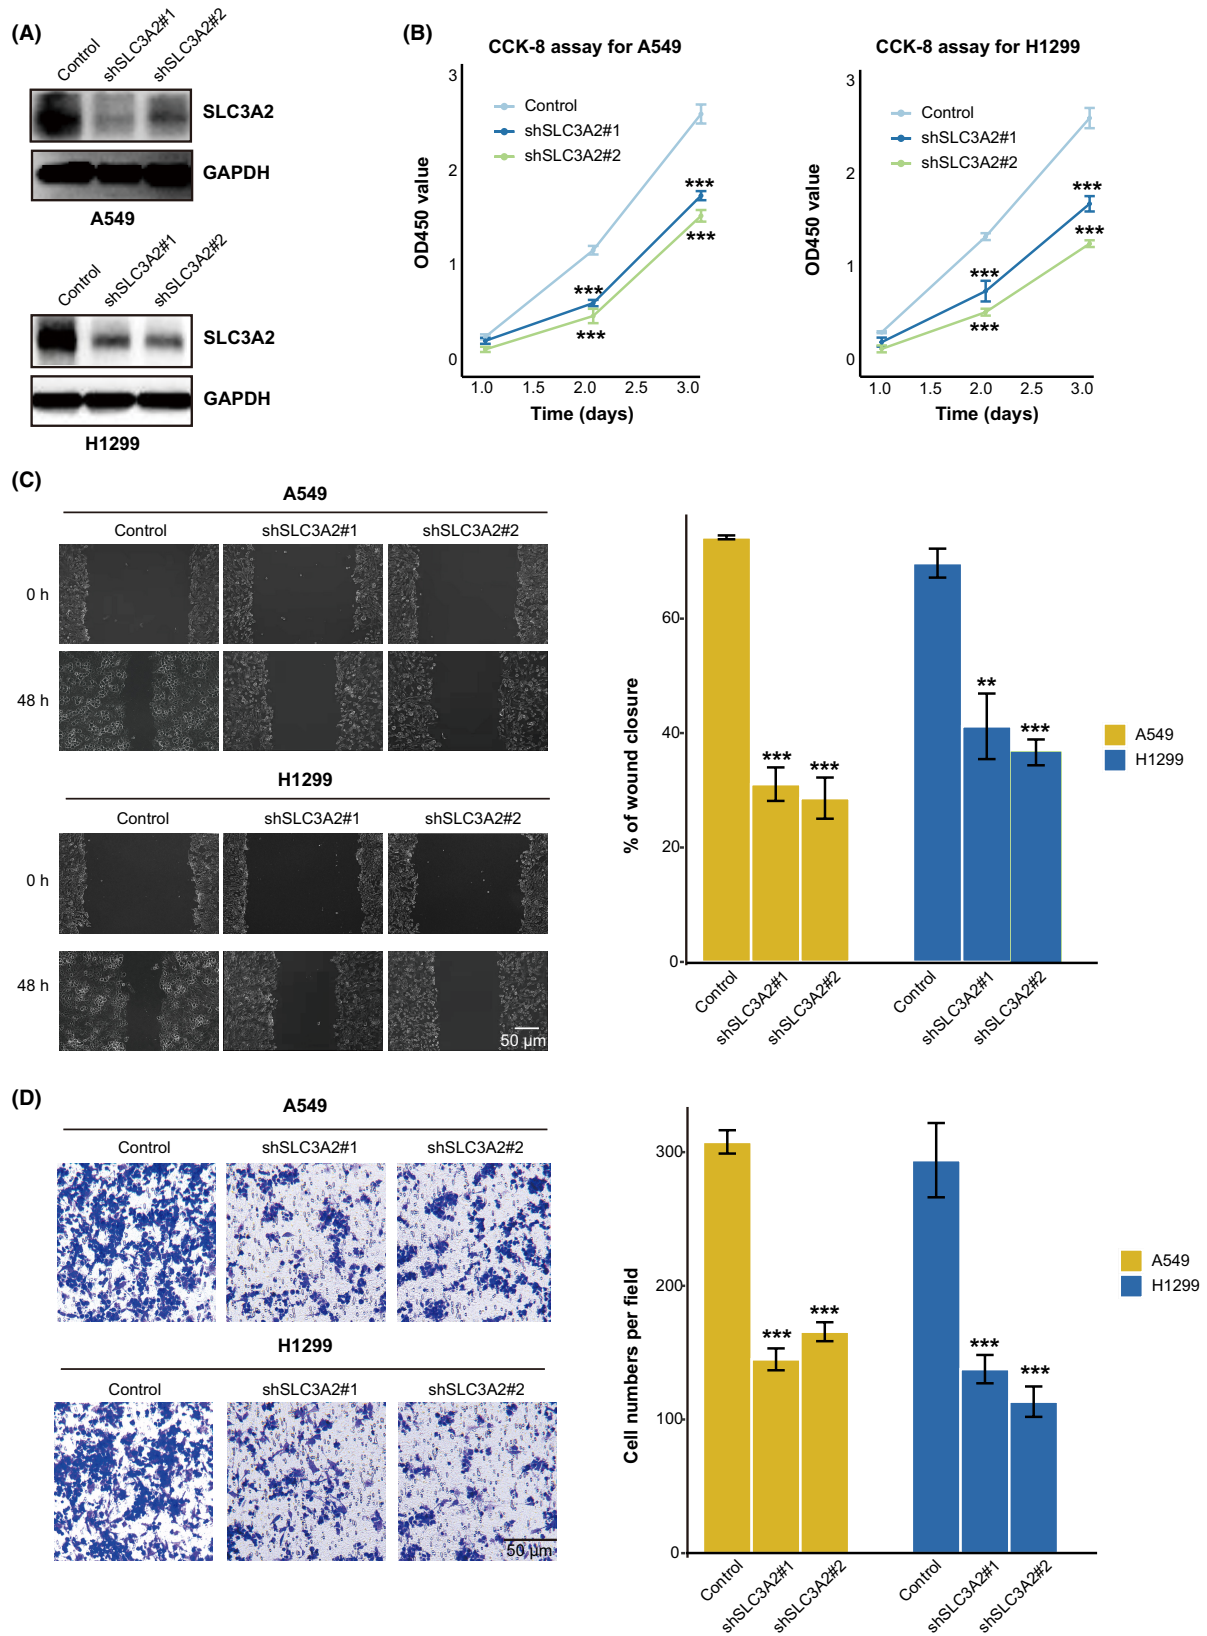 (A)
Control
shSLC3A2#1
shSLC3A2#2
SLC3A2
GAPDH
A549
Control
shSLC3A2#1
shSLC3A2#2
SLC3A2
GAPDH
H1299
(B)
CCK-8 assay for A549
3
2
1
0
OD450 value
Control
shSLC3A2#1
shSLC3A2#2
***
***
***
***
1.0 1.5 2.0 2.5 3.0
Time (days)
CCK-8 assay for H1299
3
2
1
0
OD450 value
Control
shSLC3A2#1
shSLC3A2#2
***
***
***
***
1.0 1.5 2.0 2.5 3.0
Time (days)
(C)
A549
Control shSLC3A2#1 shSLC3A2#2
0 h
48 h
H1299
Control shSLC3A2#1 shSLC3A2#2
0 h
48 h
50 μm
% of wound closure
60
40
20
0
*** ***
** ***
Control
shSLC3A2#1
shSLC3A2#2
Control
shSLC3A2#1
shSLC3A2#2
A549
H1299
(D)
A549
Control shSLC3A2#1 shSLC3A2#2
H1299
Control shSLC3A2#1 shSLC3A2#2
50 μm
Cell numbers per field
300
200
100
0
*** ***
*** ***
Control
shSLC3A2#1
shSLC3A2#2
Control
shSLC3A2#1
shSLC3A2#2
A549
H1299